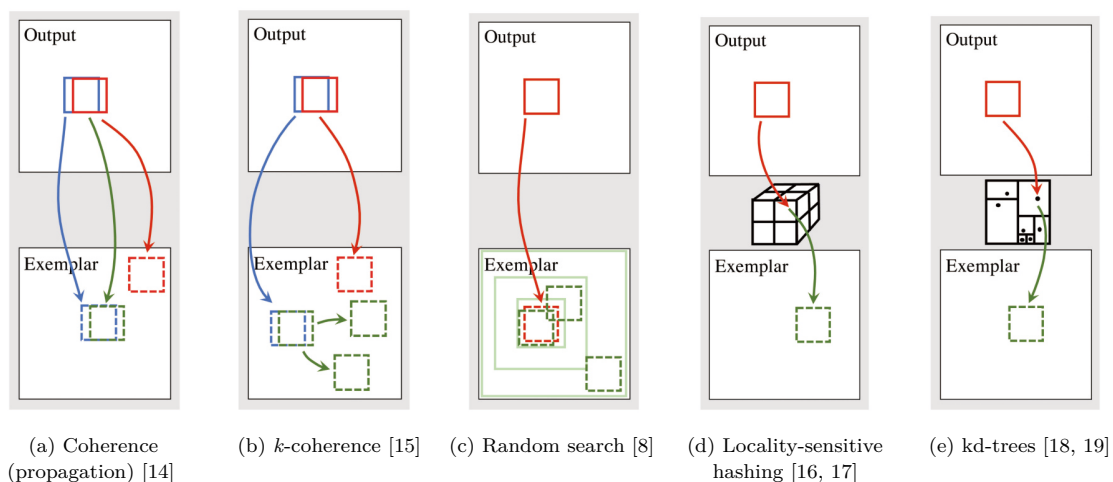 Output
Output
Output
Output
Output
Exemplar
Exemplar
Exemplar
Exemplar
Exemplar
(a) Coherence
(propagation) [14]
(b) k-coherence [15]
(c) Random search [8]
(d) Locality-sensitive
hashing [16, 17]
(e) kd-trees [18, 19]